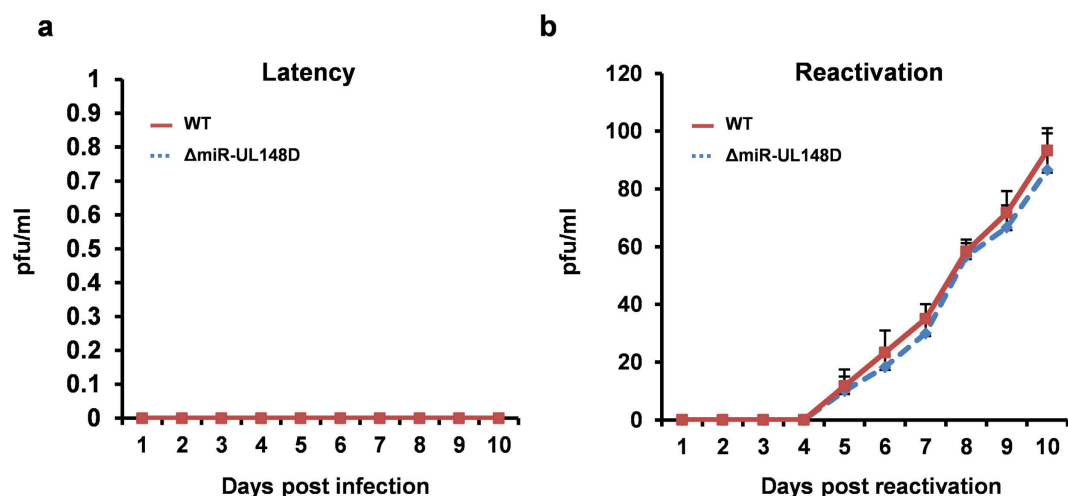 a
Latency
1
0.9
0.8
0.7
0.6
0.5
0.4
0.3
0.2
0.1
0
pfu/ml
WT
ΔmiR-UL148D
1 2 3 4 5 6 7 8 9 10
Days post infection
b
Reactivation
120
100
80
60
40
20
0
pfu/ml
WT
ΔmiR-UL148D
1 2 3 4 5 6 7 8 9 10
Days post reactivation